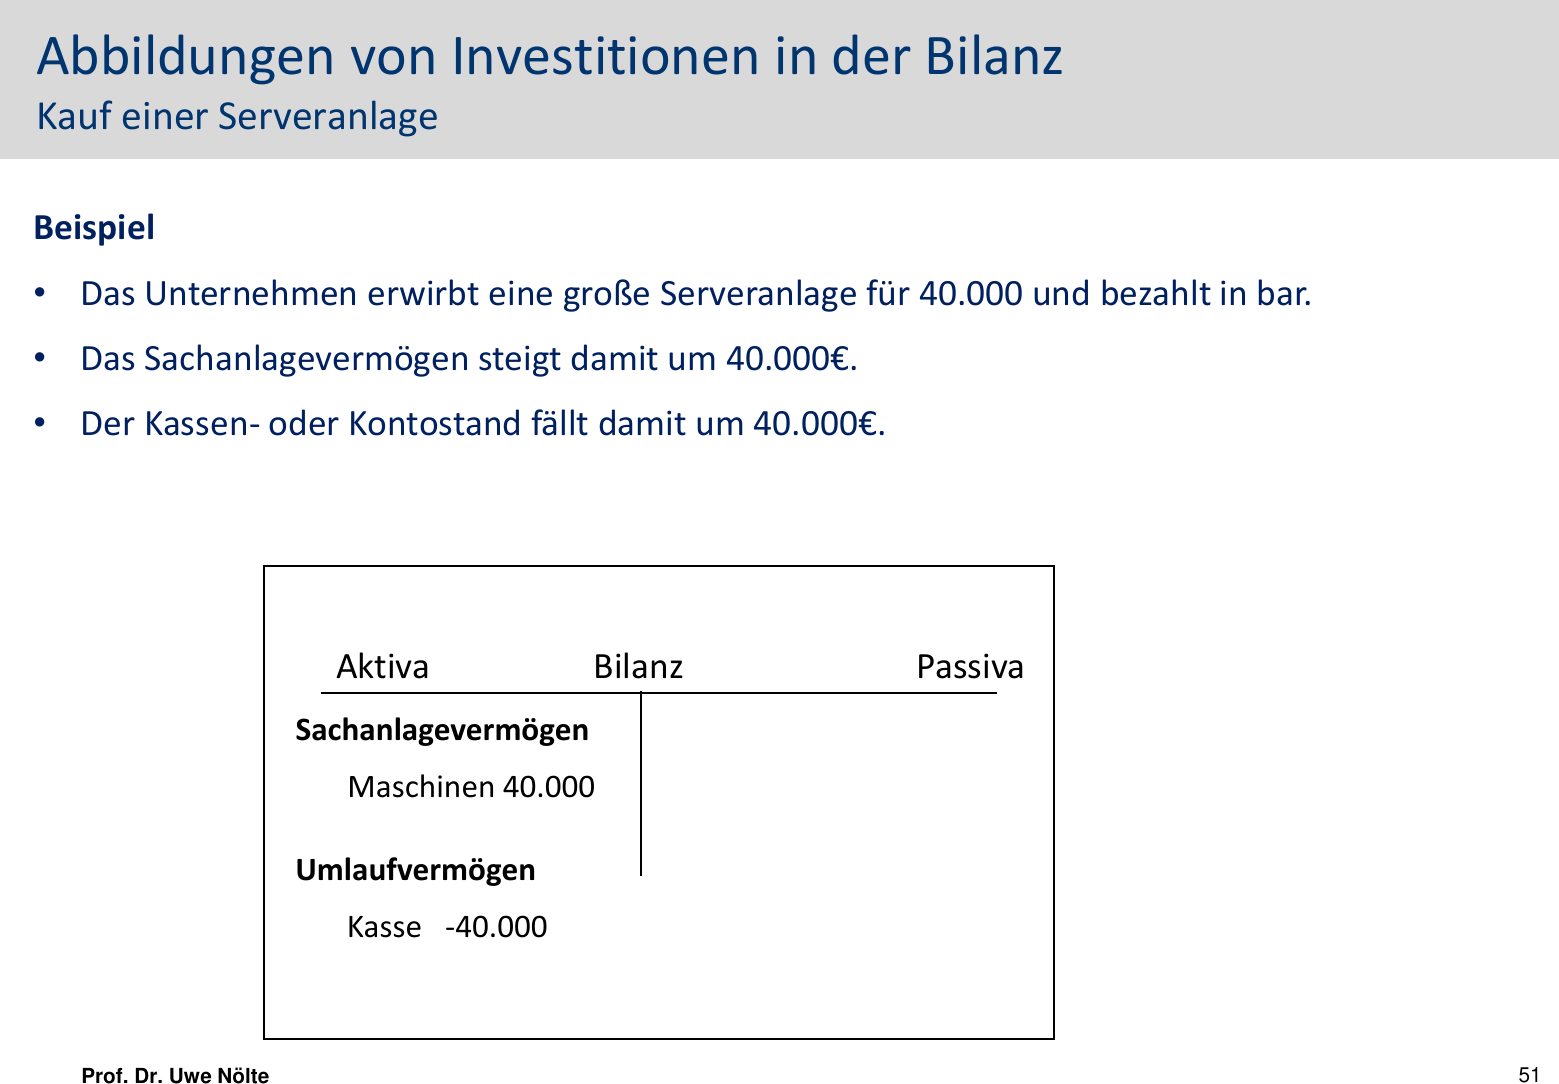 Abbildungen von Investitionen in der Bilanz
Kauf einer Serveranlage
Beispiel
• Das Unternehmen erwirbt eine große Serveranlage für 40.000 und bezahlt in bar.
• Das Sachanlagevermögen steigt damit um 40.000€.
• Der Kassen- oder Kontostand fällt damit um 40.000€.
Aktiva Bilanz Passiva
Sachanlagevermögen
Maschinen 40.000
Umlaufvermögen
Kasse -40.000
Prof. Dr. Uwe Nölte 51